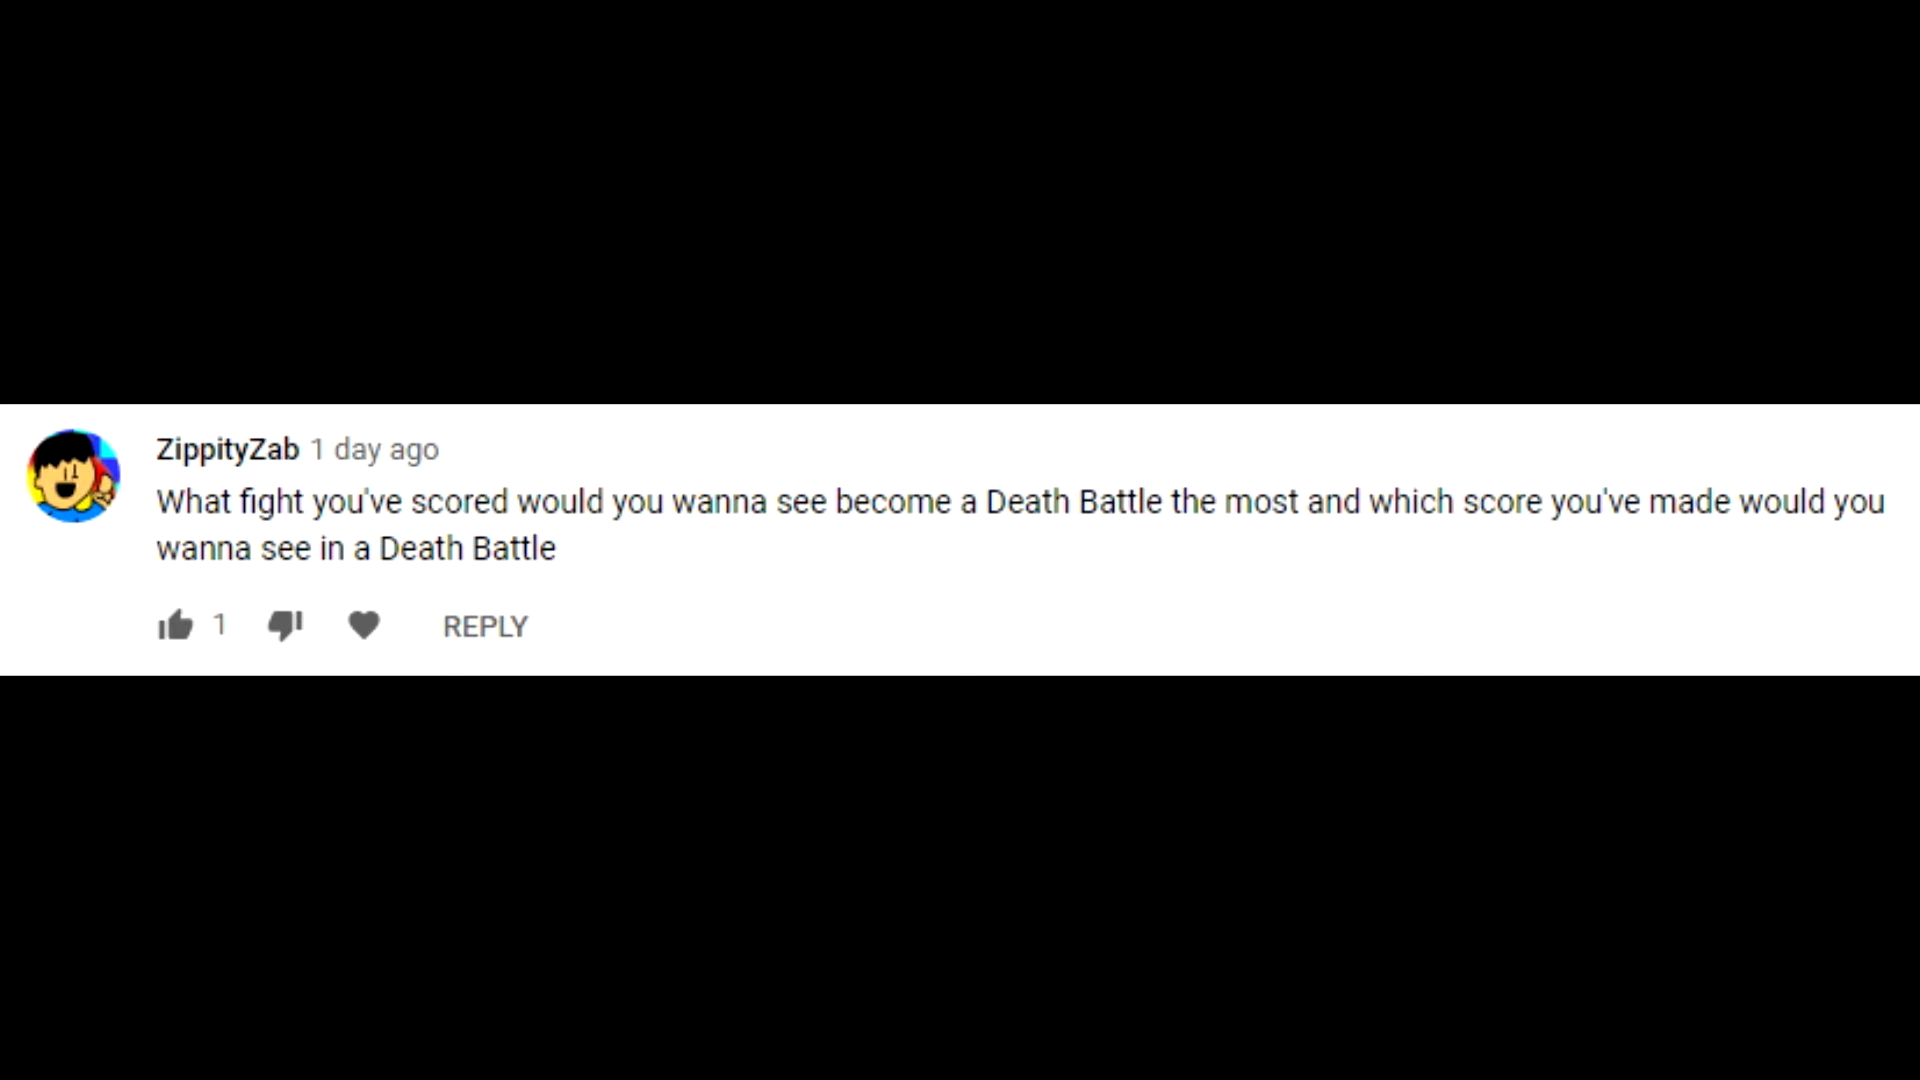 ZippityZab 1 day ago
What fight you've scored would you wanna see become a Death Battle the most and which score you've made would you
wanna see in a Death Battle
1 REPLY